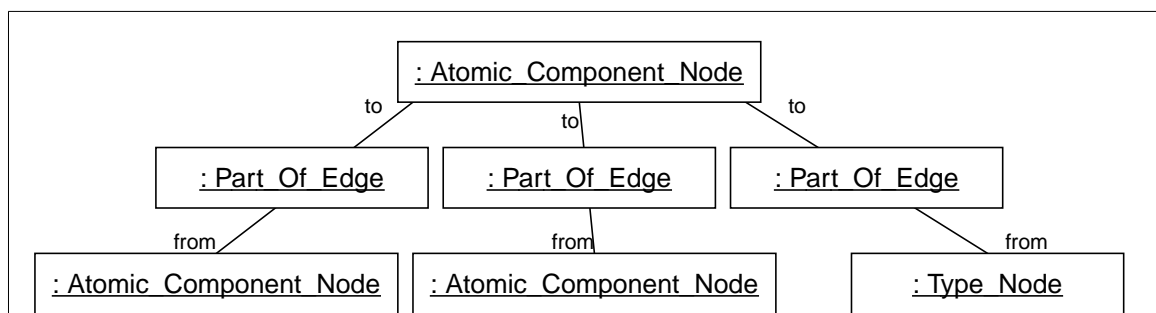 : Atomic_Component_Node
to
to
to
: Part_Of_Edge
: Part_Of_Edge
: Part_Of_Edge
from
from
from
: Atomic_Component_Node
: Atomic_Component_Node
: Type_Node